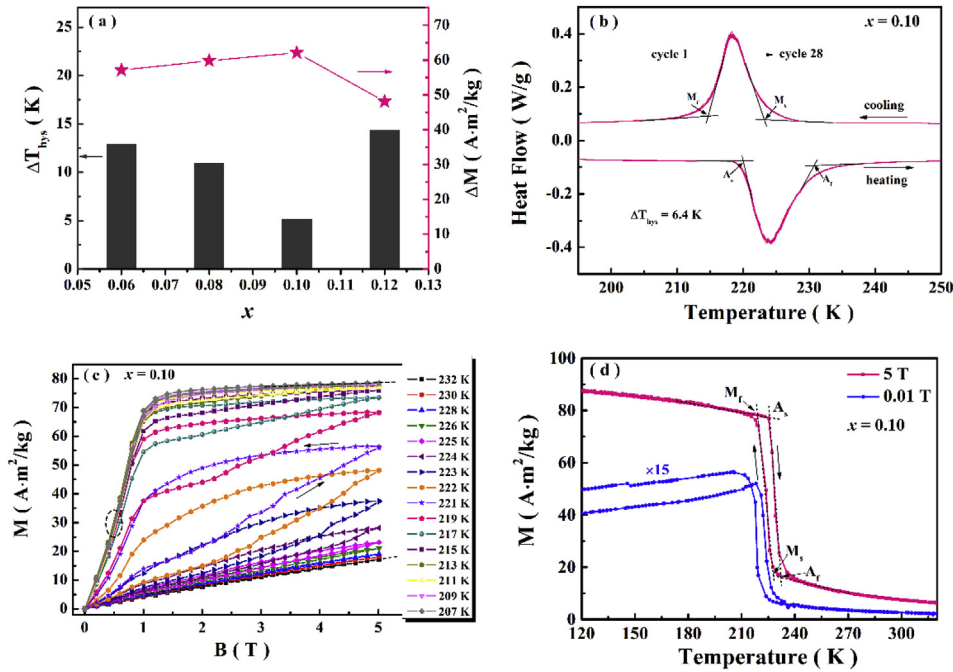 ( a )
25
20
15
10
5
0
ΔT_hys ( K )
70
60
50
40
30
20
10
0
ΔM ( A·m²/kg)
0.05 0.06 0.07 0.08 0.09 0.10 0.11 0.12 0.13
x
( b )
x = 0.10
0.4
0.2
0.0
-0.2
-0.4
Heat Flow ( W/g)
cycle 1
cycle 28
M_f
M_s
cooling
A_s
A_f
heating
ΔT_hys = 6.4 K
200 210 220 230 240 250
Temperature ( K )
( c )
x = 0.10
80
70
60
50
40
30
20
10
0
M ( A·m²/kg)
0 1 2 3 4 5
B ( T )
232 K
230 K
228 K
226 K
225 K
224 K
223 K
222 K
221 K
219 K
217 K
215 K
213 K
211 K
209 K
207 K
( d )
5 T
0.01 T
x = 0.10
100
80
60
40
20
0
M ( A·m²/kg)
M_f
A_s
×15
M_s
A_f
120 150 180 210 240 270 300
Temperature ( K )